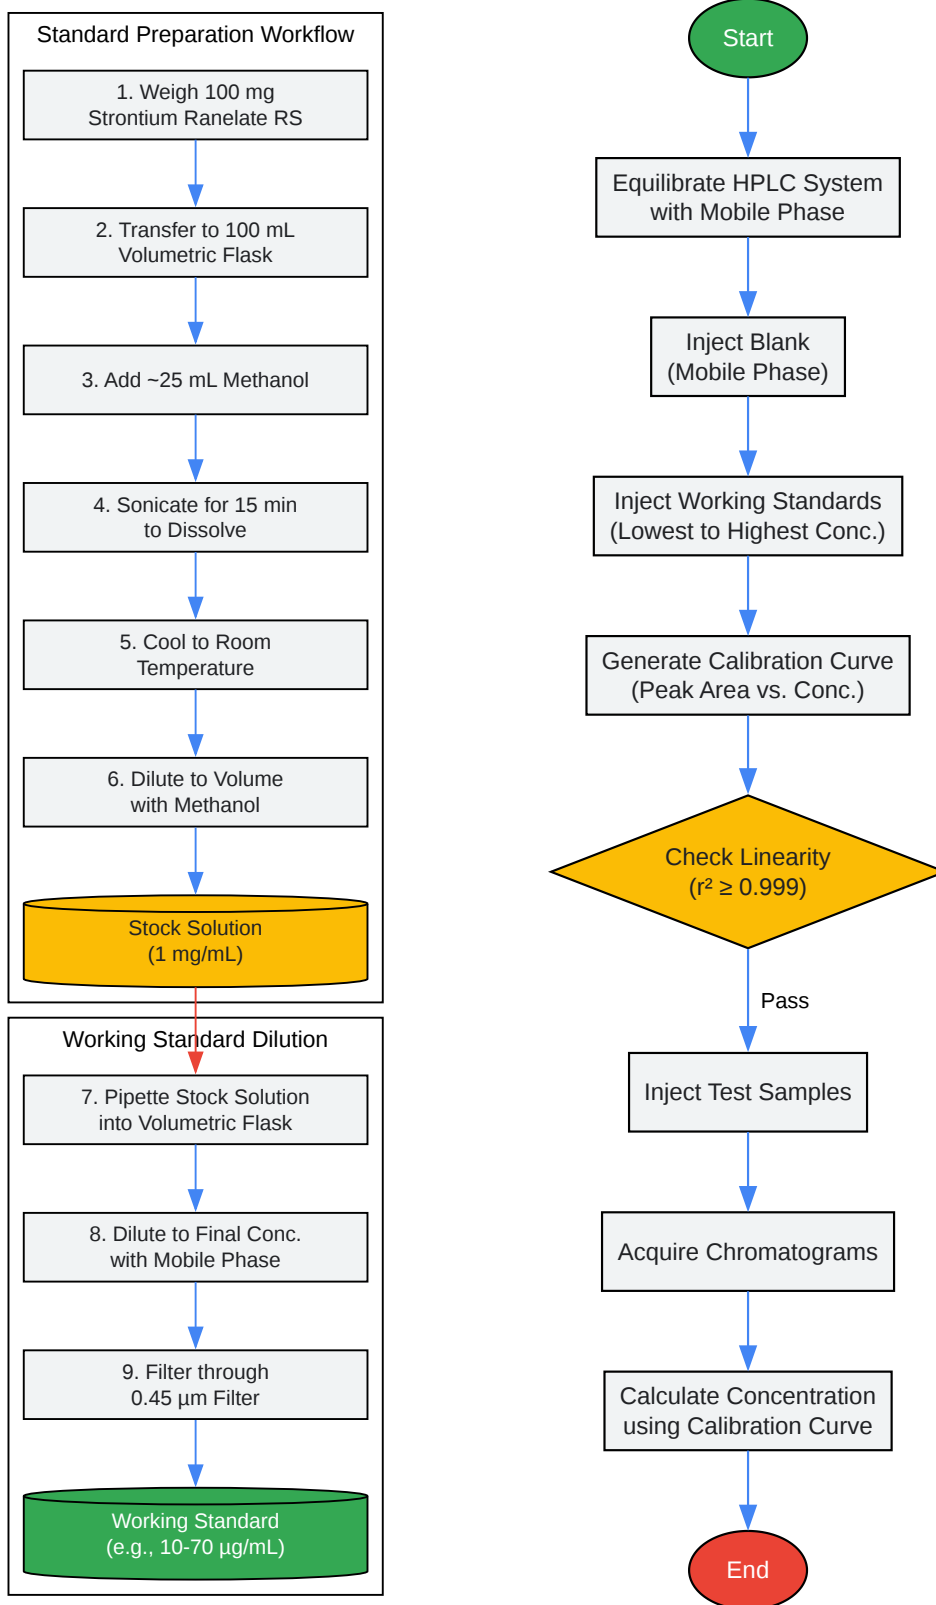 Standard Preparation Workflow
1. Weigh 100 mg
Strontium Ranelate RS
2. Transfer to 100 mL
Volumetric Flask
3. Add ~25 mL Methanol
4. Sonicate for 15 min
to Dissolve
5. Cool to Room
Temperature
6. Dilute to Volume
with Methanol
Stock Solution
(1 mg/mL)
Working Standard Dilution
7. Pipette Stock Solution
into Volumetric Flask
8. Dilute to Final Conc.
with Mobile Phase
9. Filter through
0.45 µm Filter
Working Standard
(e.g., 10-70 µg/mL)
Start
Equilibrate HPLC System
with Mobile Phase
Inject Blank
(Mobile Phase)
Inject Working Standards
(Lowest to Highest Conc.)
Generate Calibration Curve
(Peak Area vs. Conc.)
Check Linearity
(r² ≥ 0.999)
Pass
Inject Test Samples
Acquire Chromatograms
Calculate Concentration
using Calibration Curve
End